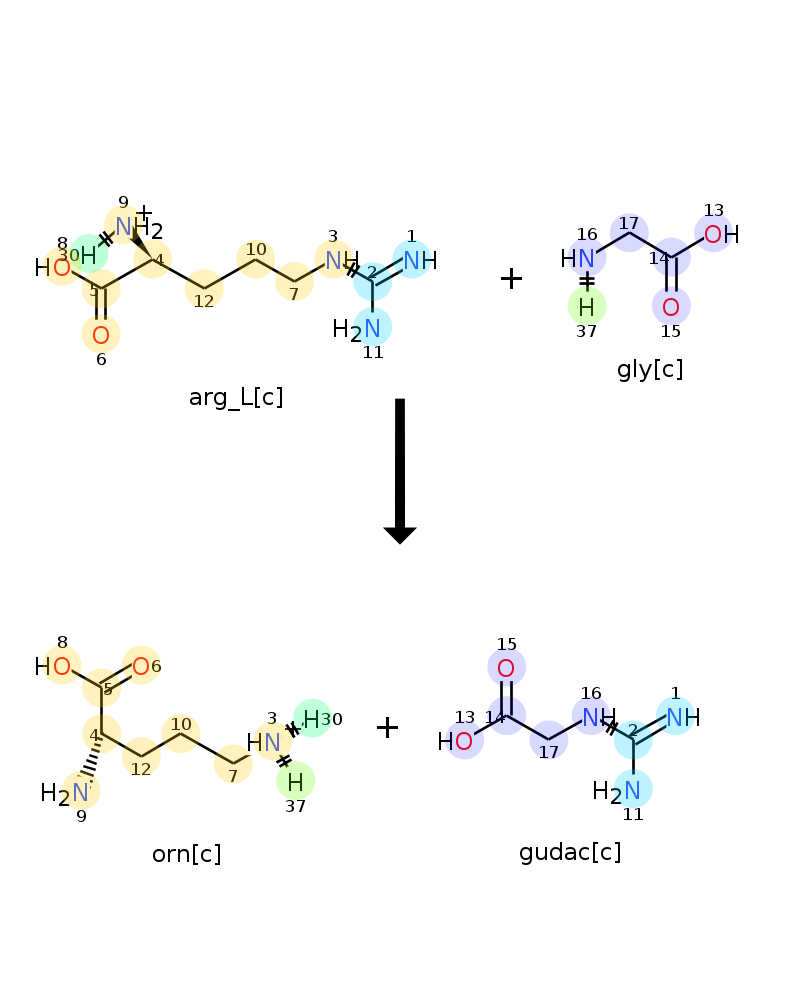 9
+
NH2
8
30
H
HO
4
5
O
6
12
10
7
3
NH
2
1
NH
H2N
11
arg_L[c]
+
16
HN
17
13
OH
14
H
37
O
15
gly[c]
8
HO
O6
5
4
10
12
7
3
HN
H30
H
37
H2N
9
orn[c]
+
15
O
13
HO
14
17
16
NH
2
1
NH
H2N
11
gudac[c]